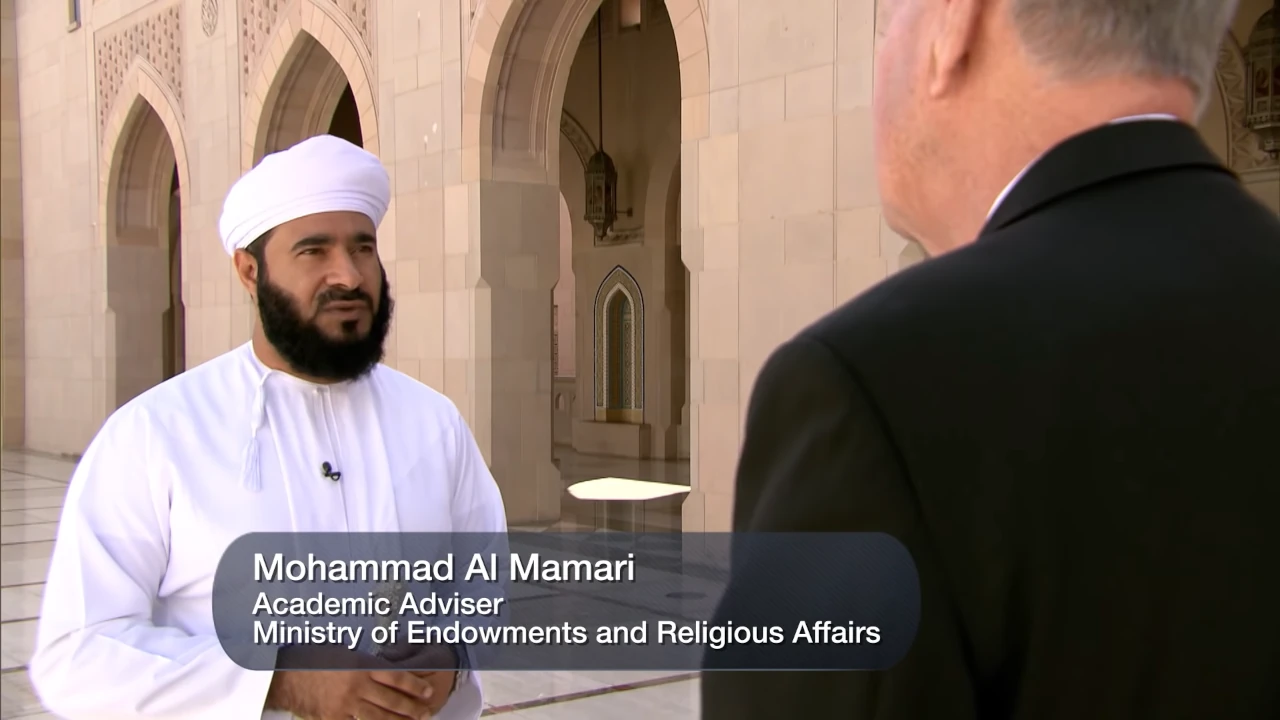 Mohammad Al Mamari
Academic Adviser
Ministry of Endowments and Religious Affairs